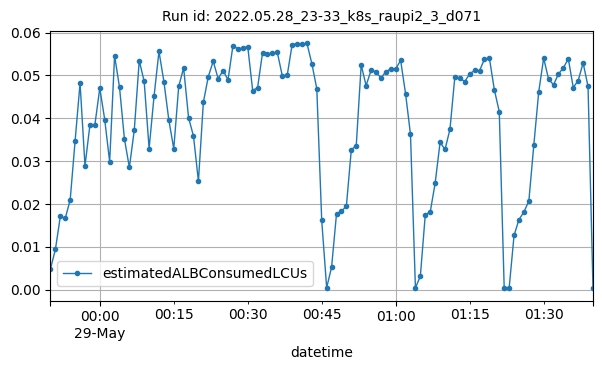 Run id: 2022.05.28_23-33_k8s_raupi2_3_d071
0.06
0.05
0.04
0.03
0.02
0.01
0.00
estimatedALBConsumedLCUs
00:00 00:15 00:30 00:45 01:00 01:15 01:30
29-May
datetime